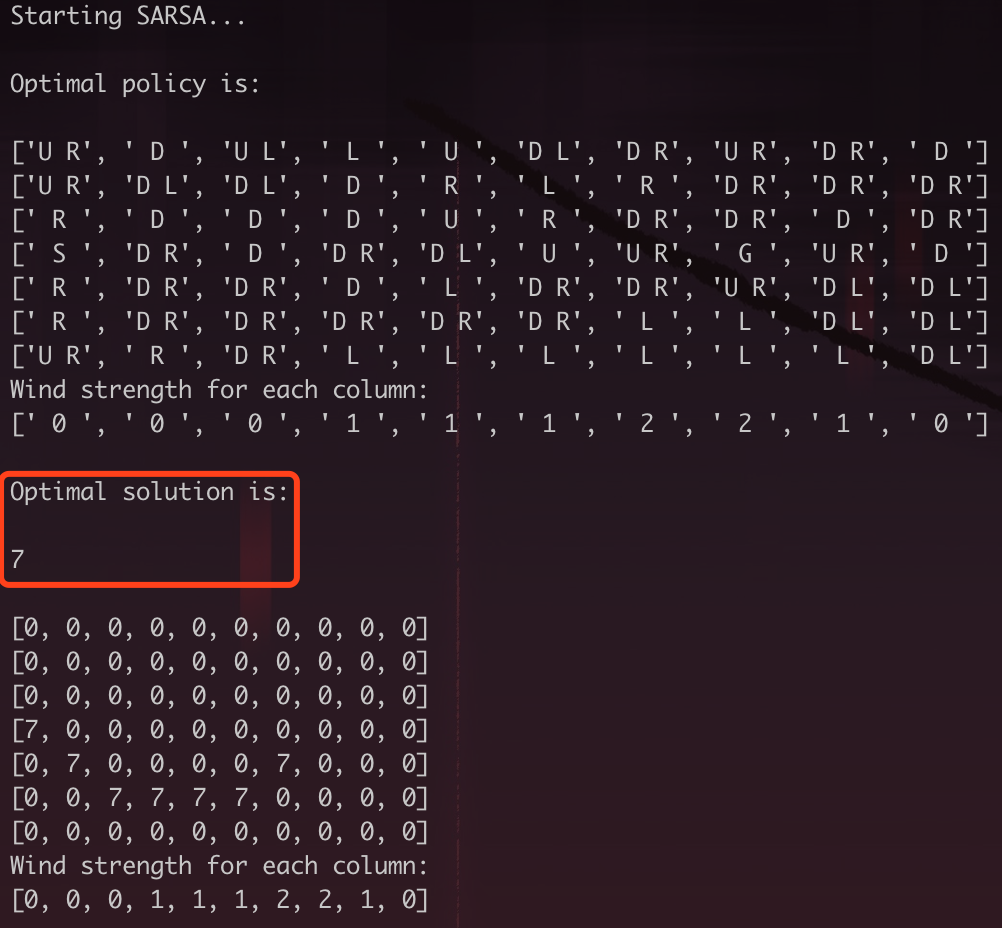 Starting SARSA...
Optimal policy is:
['U R', ' D ', 'U L', ' L ', ' U ', 'D L', 'D R', 'U R', 'D R', ' D ']
['U R', 'D L', 'D L', ' D ', ' R ', ' L ', ' R ', 'D R', 'D R', 'D R']
[' R ', ' D ', ' D ', ' D ', ' U ', ' R ', 'D R', 'D R', ' D ', 'D R']
[' S ', 'D R', ' D ', 'D R', 'D L', ' U ', 'U R', ' G ', 'U R', ' D ']
[' R ', 'D R', 'D R', ' D ', ' L ', 'D R', 'D R', 'U R', 'D L', 'D L']
[' R ', 'D R', 'D R', 'D R', 'D R', 'D R', ' L ', ' L ', 'D L', 'D L']
['U R', ' R ', 'D R', ' L ', ' L ', ' L ', ' L ', ' L ', ' L ', 'D L']
Wind strength for each column:
[' 0 ', ' 0 ', ' 0 ', ' 1 ', ' 1 ', ' 1 ', ' 2 ', ' 2 ', ' 1 ', ' 0 ']
Optimal solution is:
7
[0, 0, 0, 0, 0, 0, 0, 0, 0, 0]
[0, 0, 0, 0, 0, 0, 0, 0, 0, 0]
[0, 0, 0, 0, 0, 0, 0, 0, 0, 0]
[7, 0, 0, 0, 0, 0, 0, 0, 0, 0]
[0, 7, 0, 0, 0, 0, 7, 0, 0, 0]
[0, 0, 7, 7, 7, 7, 0, 0, 0, 0]
[0, 0, 0, 0, 0, 0, 0, 0, 0, 0]
Wind strength for each column:
[0, 0, 0, 1, 1, 1, 2, 2, 1, 0]